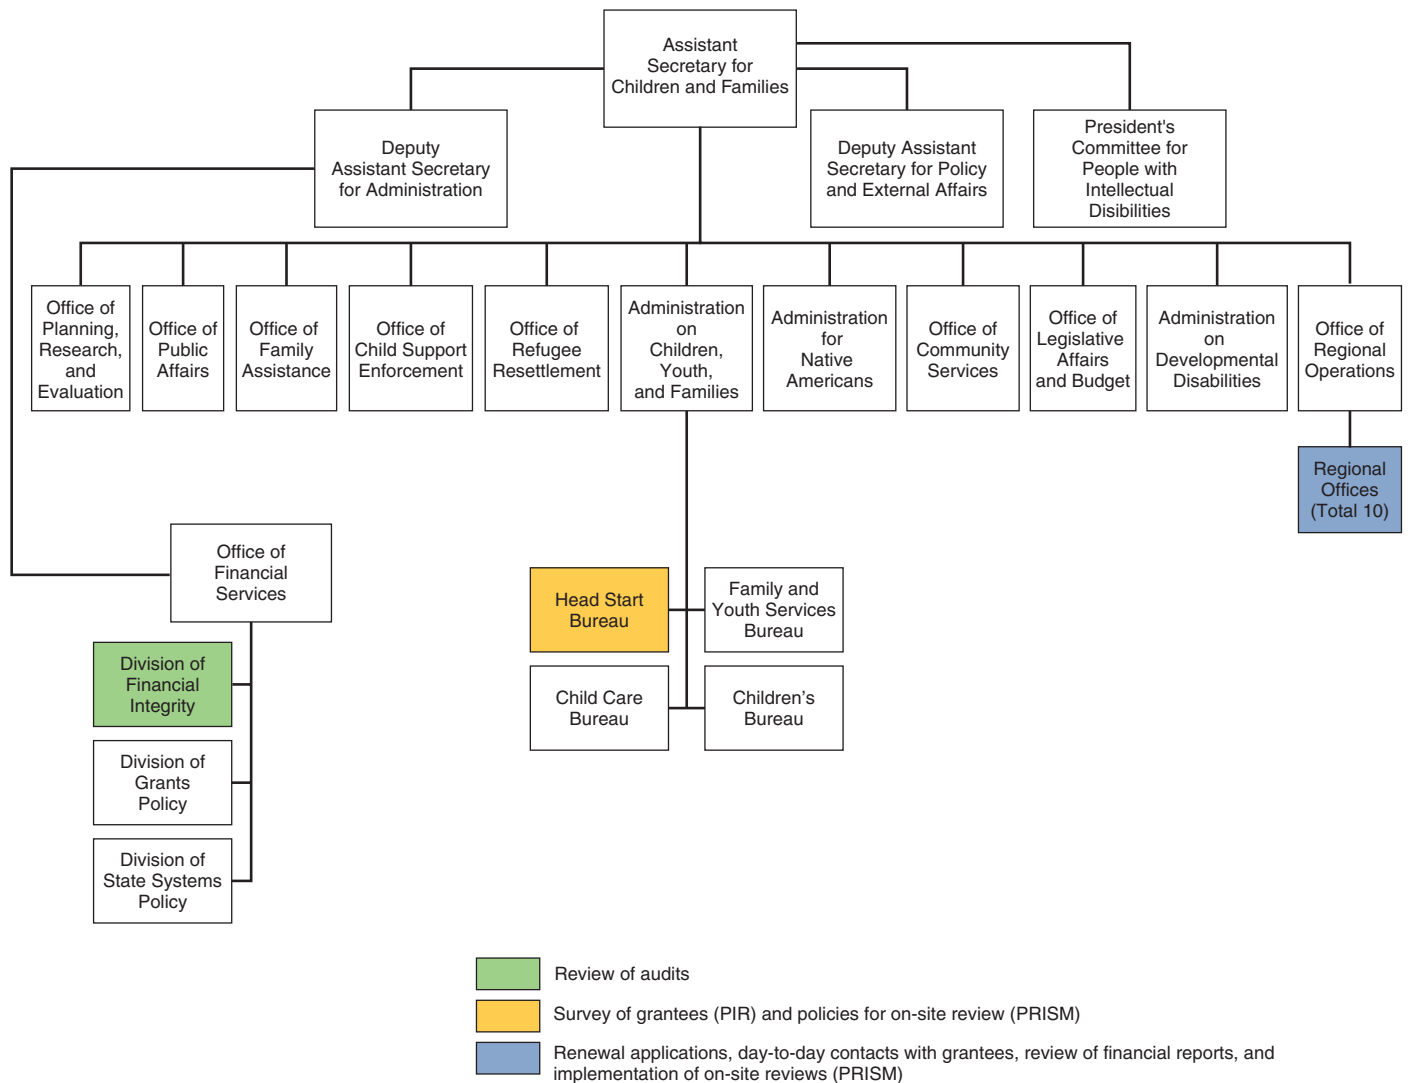 Assistant
Secretary for
Children and Families
Deputy
Assistant Secretary
for Administration
Deputy Assistant
Secretary for Policy
and External Affairs
President's
Committee for
People with
Intellectual
Disibilities
Office of
Planning,
Research,
and
Evaluation
Office of
Public
Affairs
Office of
Family
Assistance
Office of
Child Support
Enforcement
Office of
Refugee
Resettlement
Administration
on
Children,
Youth,
and Families
Administration
for
Native
Americans
Office of
Community
Services
Office of
Legislative
Affairs
and Budget
Administration
on
Developmental
Disabilities
Office of
Regional
Operations
Regional
Offices
(Total 10)
Office of
Financial
Services
Head Start
Bureau
Family and
Youth Services
Bureau
Child Care
Bureau
Children’s
Bureau
Division of
Financial
Integrity
Division of
Grants
Policy
Division of
State Systems
Policy
Review of audits
Survey of grantees (PIR) and policies for on-site review (PRISM)
Renewal applications, day-to-day contacts with grantees, review of financial reports, and
implementation of on-site reviews (PRISM)